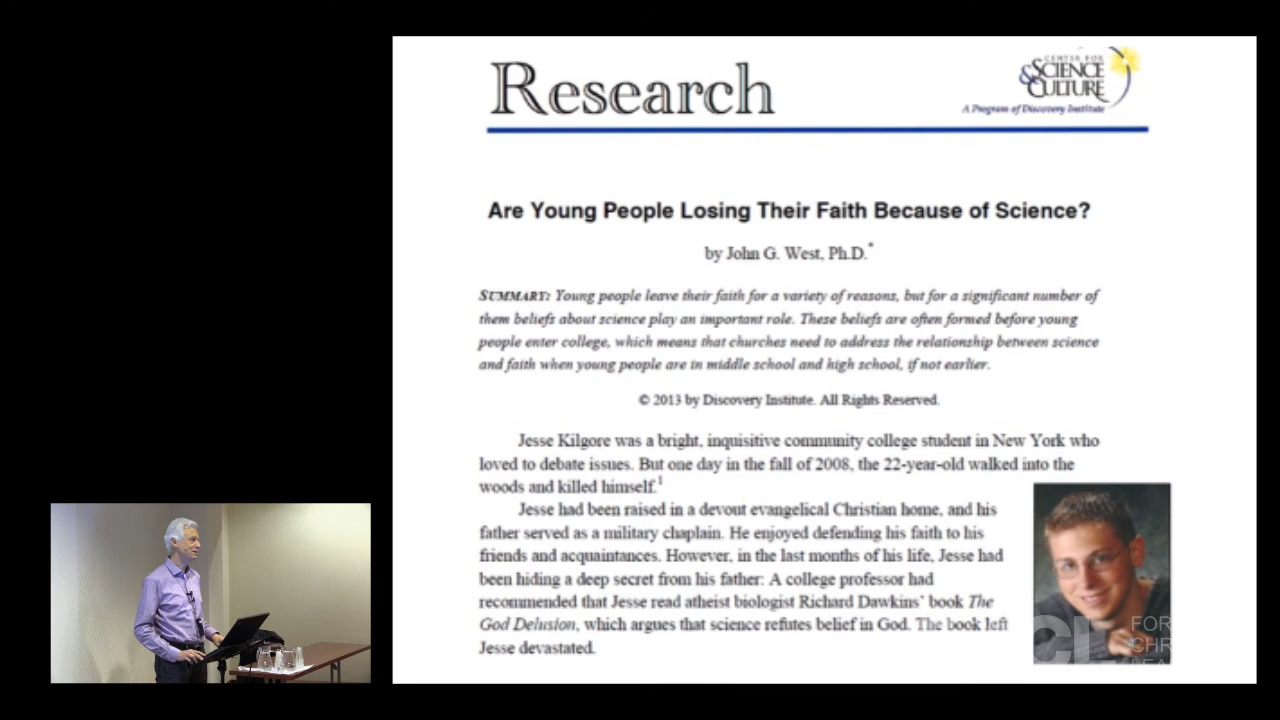 Research
CENTER FOR
SCIENCE
& CULTURE
A Program of Discovery Institute
Are Young People Losing Their Faith Because of Science?
by John G. West, Ph.D.*
SUMMARY: Young people leave their faith for a variety of reasons, but for a significant number of
them beliefs about science play an important role. These beliefs are often formed before young
people enter college, which means that churches need to address the relationship between science
and faith when young people are in middle school and high school, if not earlier.
© 2013 by Discovery Institute. All Rights Reserved.
Jesse Kilgore was a bright, inquisitive community college student in New York who
loved to debate issues. But one day in the fall of 2008, the 22-year-old walked into the
woods and killed himself.1
Jesse had been raised in a devout evangelical Christian home, and his
father served as a military chaplain. He enjoyed defending his faith to his
friends and acquaintances. However, in the last months of his life, Jesse had
been hiding a deep secret from his father: A college professor had
recommended that Jesse read atheist biologist Richard Dawkins' book The
God Delusion, which argues that science refutes belief in God. The book left
Jesse devastated.
FOR
CHR
LEA